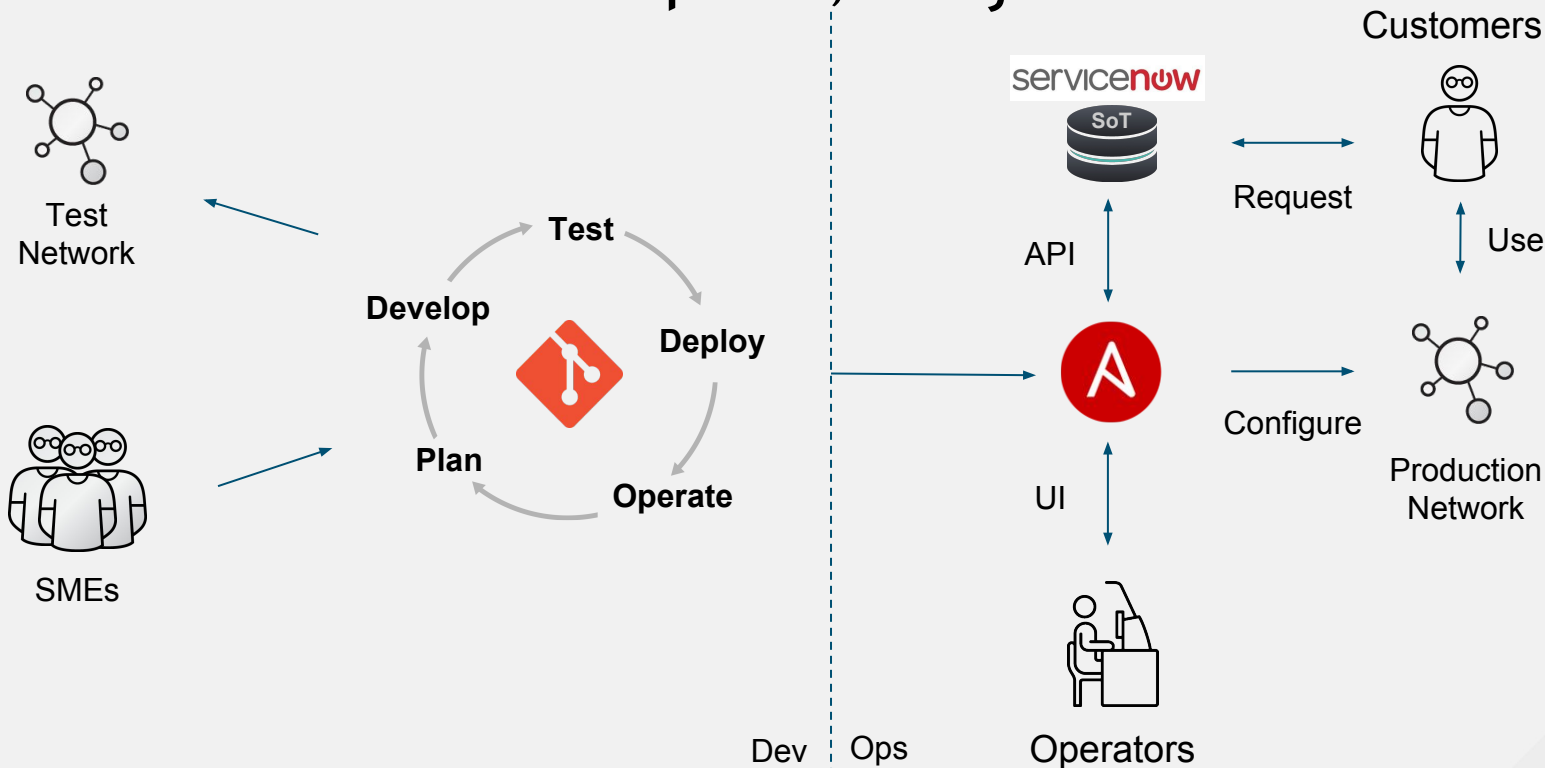 Customers
servicenow
SoT
Test
Network
Request
Test
Use
API
Develop
Deploy
Configure
Plan
Production
Network
Operate
UI
SMEs
Dev
Ops
Operators